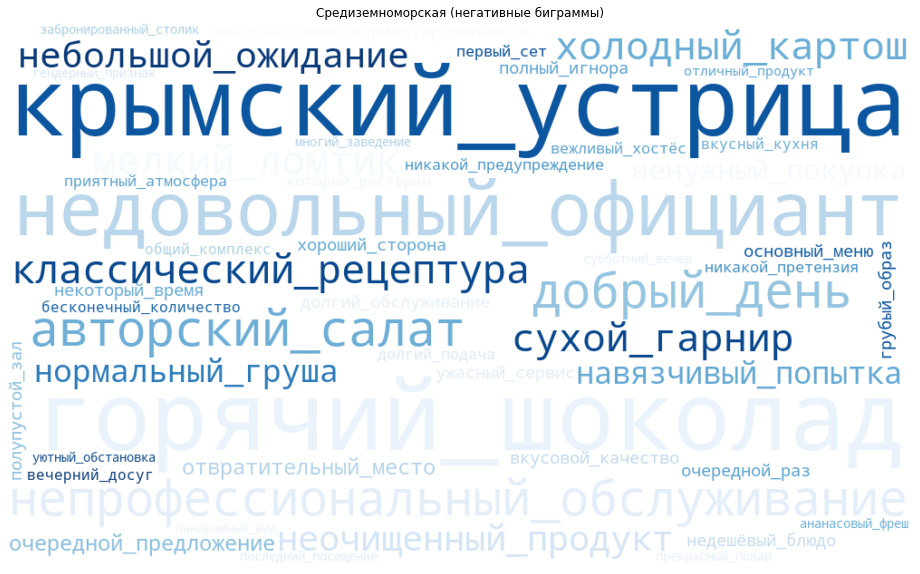 Средиземноморская (негативные биграммы)
забронированный_столик
никакой_клиентоориентированность
небольшой_ожидание
первый_сет
холодный_картош
полный_игнора
отличный_продукт
гендерный_признак
крымский_устрица
многий_заведение
вежливый_хостёс
вкусный_кухня
мелкий_ломтик
никакой_предупреждение
ненужный_покупка
приятный_атмосфера
который_ресторан
недовольный_официант
общий_комплекс
хороший_сторона
основный_меню
грубый_образ
субботний_вечер
классический_рецептура
никакой_претензия
некоторый_время
добрый_день
долгий_обслуживание
бесконечный_количество
авторский_салат
сухой_гарнир
полупустой_зал
долгий_подача
нормальный_груша
ужасный_сервис
навязчивый_попытка
горячий_шоколад
уютный_обстановка
вкусовой_качество
вечерний_досуг
отвратительный_место
очередной_раз
непрофессиональный_обслуживание
панорамный_вид
ананасовый_фреш
очередной_предложение
неочищенный_продукт
недешёвый_блюдо
последний_посещение
прекрасный_повар